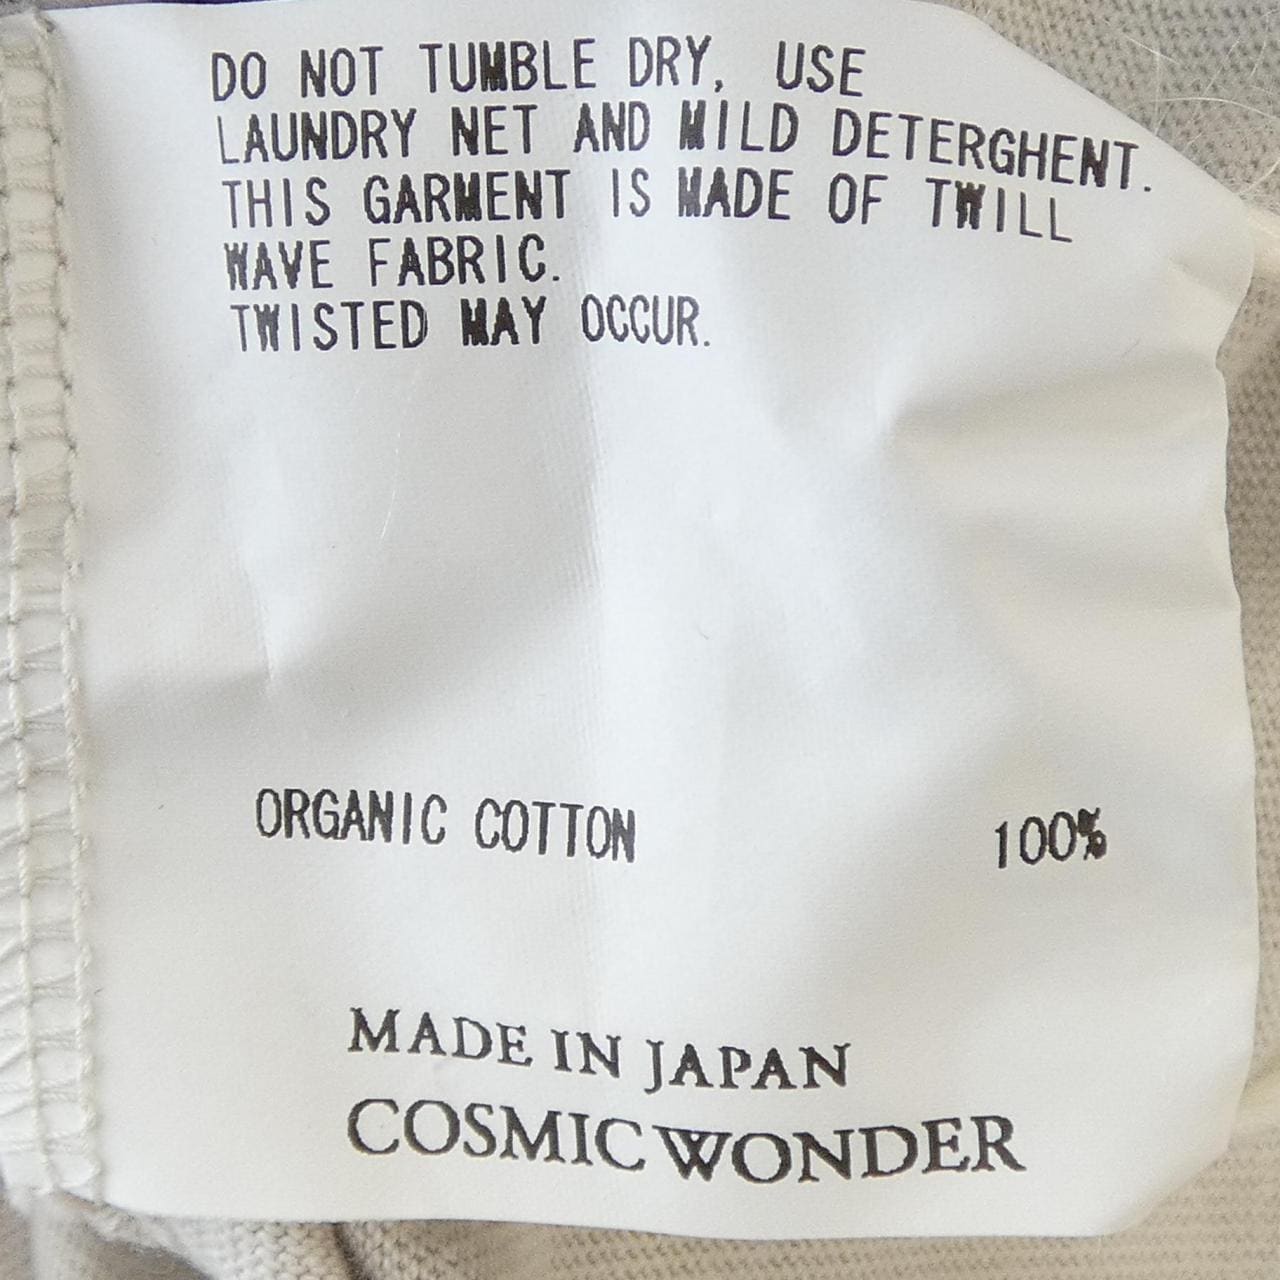 DO NOT TUMBLE DRY, USE
LAUNDRY NET AND MILD DETERGHENT.
THIS GARMENT IS MADE OF TWILL
WAVE FABRIC.
TWISTED MAY OCCUR.
ORGANIC COTTON 100%
MADE IN JAPAN
COSMIC WONDER